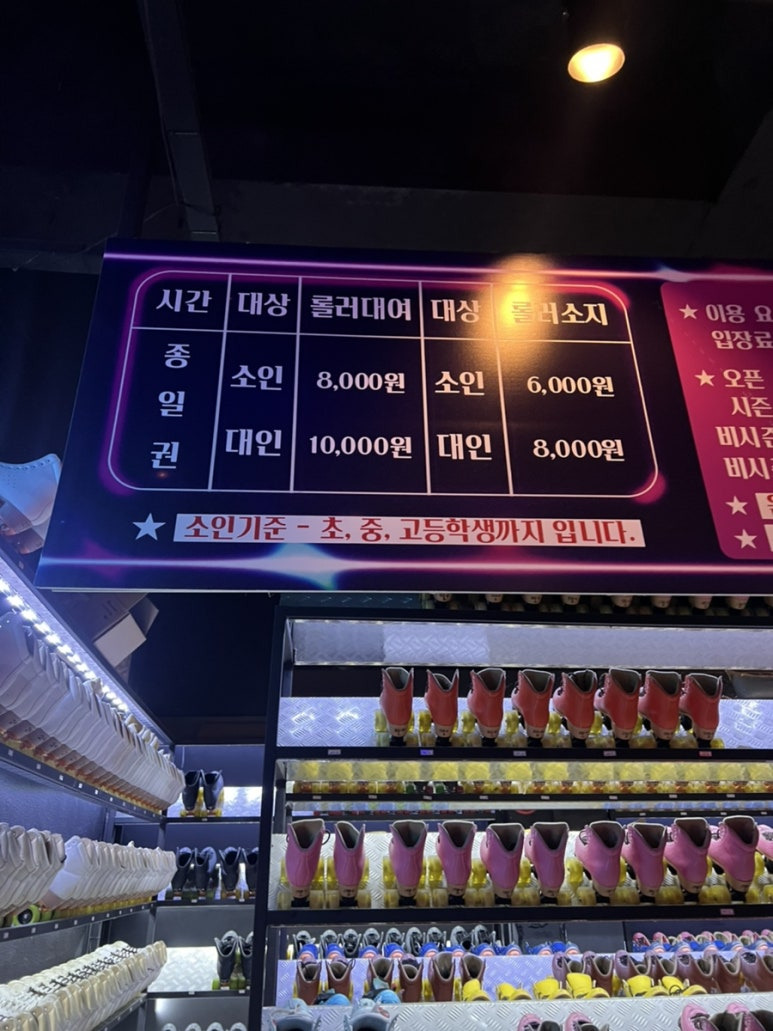 시간 대상 롤러대여 대상 롤러소지
종일권 소인 8,000원 소인 6,000원
대인 10,000원 대인 8,000원
★ 소인기준 - 초, 중, 고등학생까지 입니다.
★ 이용
입장료
★ 오픈
시즌
비시즌
비시
★
★